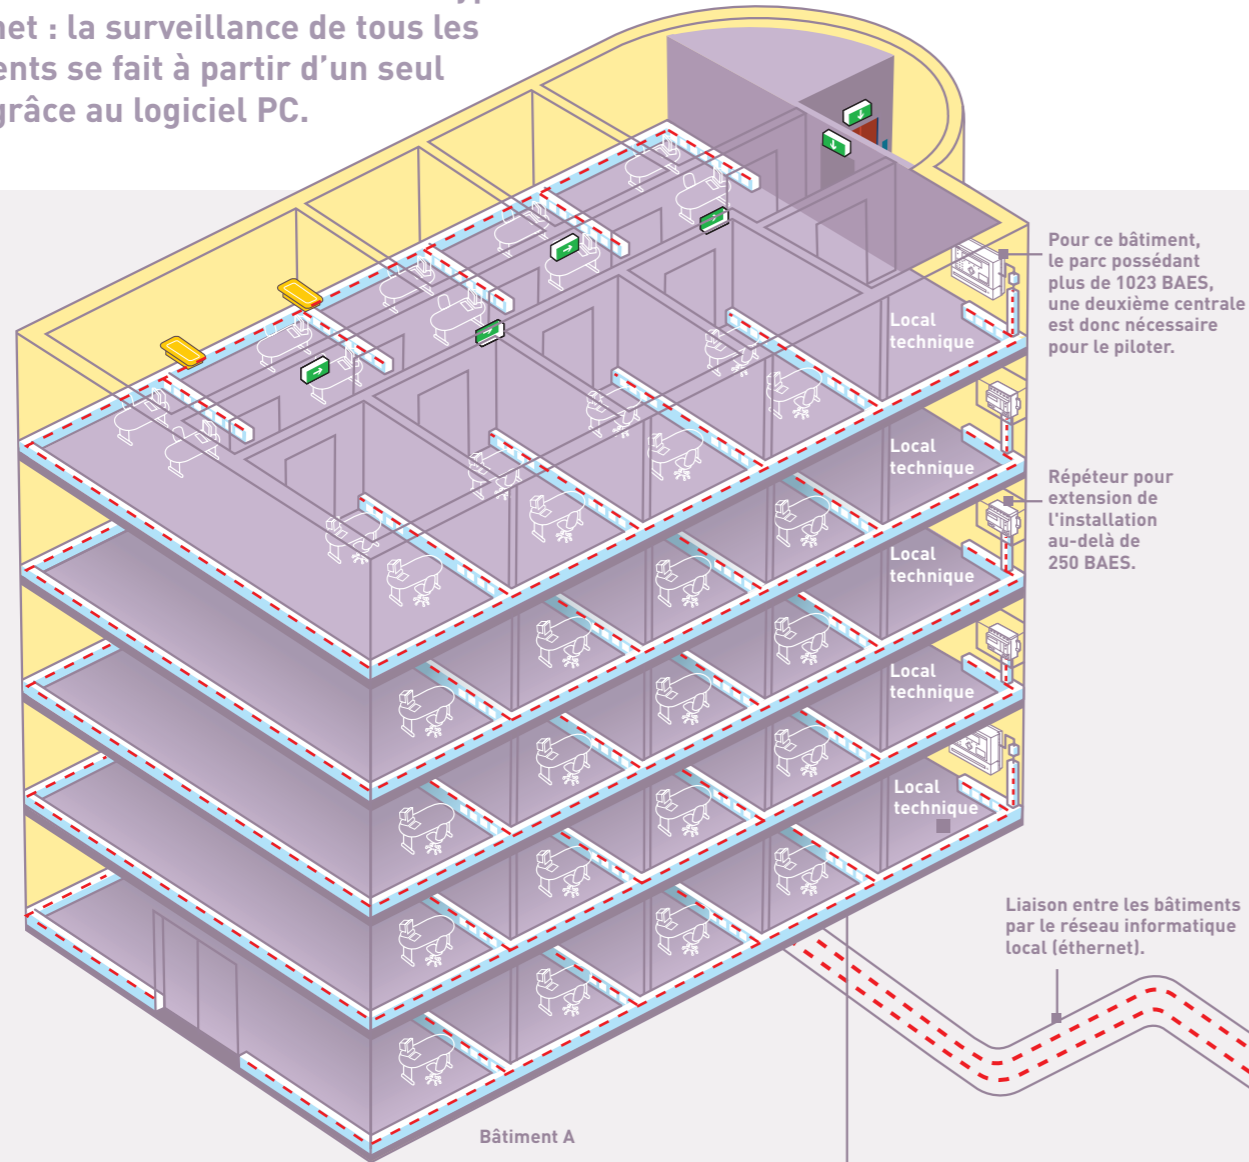 net : la surveillance de tous les
ents se fait à partir d’un seul
grâce au logiciel PC.
Pour ce bâtiment,
le parc possédant
plus de 1023 BAES,
une deuxième centrale
est donc nécessaire
pour le piloter.
Local
technique
Local
technique
Répéteur pour
extension de
l'installation
au-delà de
250 BAES.
Local
technique
Local
technique
Local
technique
Liaison entre les bâtiments
par le réseau informatique
local (éthernet).
Bâtiment A